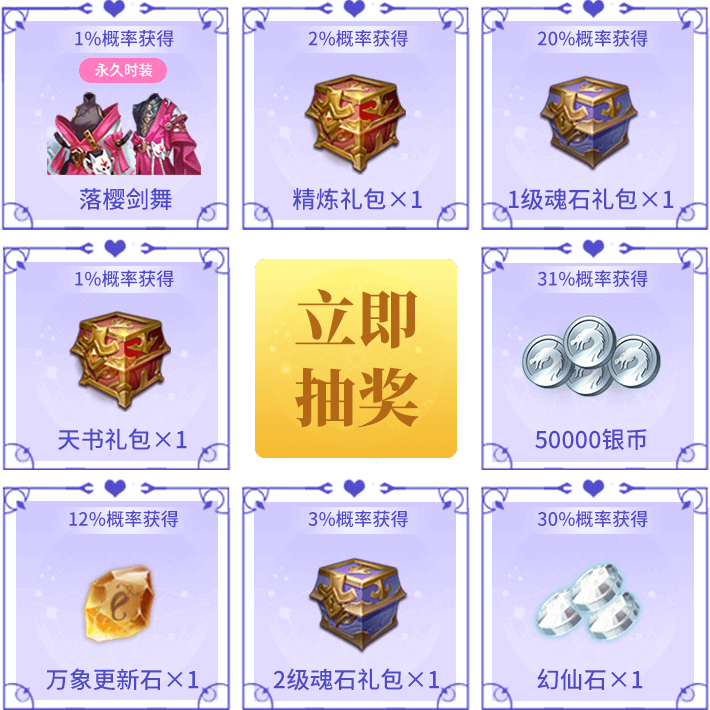 1%概率获得
永久时装
落樱剑舞
2%概率获得
精炼礼包×1
20%概率获得
1级魂石礼包×1
1%概率获得
天书礼包×1
立即
抽奖
31%概率获得
50000银币
12%概率获得
万象更新石×1
3%概率获得
2级魂石礼包×1
30%概率获得
幻仙石×1